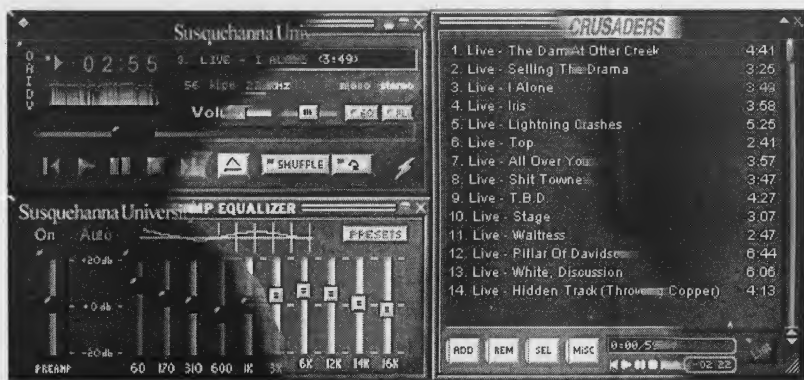 Susquehanna Univ
O
A
I
D
V
02:55
3. LIVE - I ALONE (3:49)
56 kbps 22 kHz mono stereo
Vol
EQ PL
SHUFFLE
Susquehanna University MP EQUALIZER
On Auto PRESETS
+20db
+0db
-20db
PREAMP 60 170 310 600 1K 3K 6K 12K 14K 16K
CRUSADERS
1. Live - The Dam At Otter Creek 4:41
2. Live - Selling The Drama 3:25
3. Live - I Alone 3:49
4. Live - Iris 3:58
5. Live - Lightning Crashes 5:25
6. Live - Top 2:41
7. Live - All Over You 3:57
8. Live - Shit Towne 3:47
9. Live - T.B.D. 4:27
10. Live - Stage 3:07
11. Live - Waitress 2:47
12. Live - Pillar Of Davidson 6:44
13. Live - White, Discussion 6:06
14. Live - Hidden Track (Throwing Copper) 4:13
ADD REM SEL MISC 0:00/5
-02:22